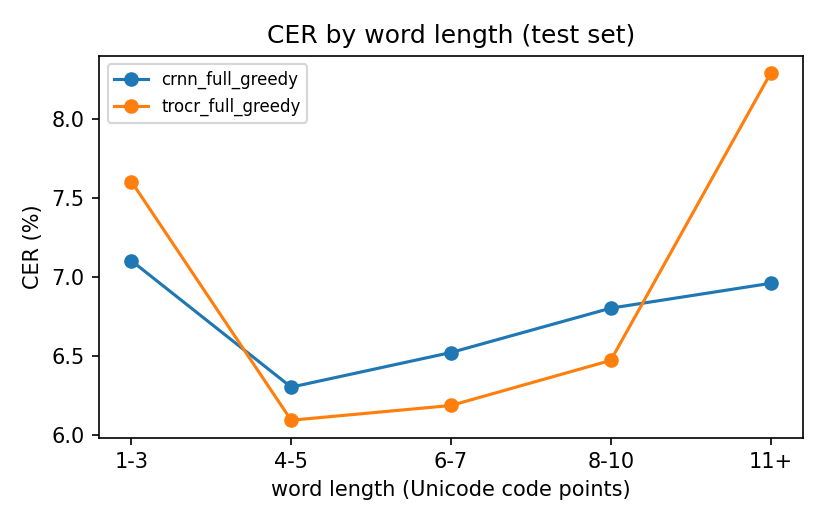 CER by word length (test set)
crnn_full_greedy
trocr_full_greedy
CER (%)
8.0
7.5
7.0
6.5
6.0
1-3 4-5 6-7 8-10 11+
word length (Unicode code points)